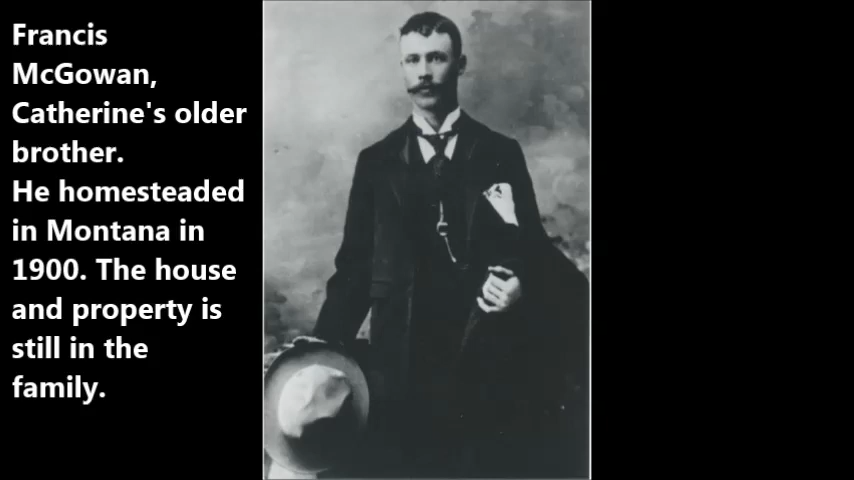 Francis
McGowan,
Catherine's older
brother.
He homesteaded
in Montana in
1900. The house
and property is
still in the
family.